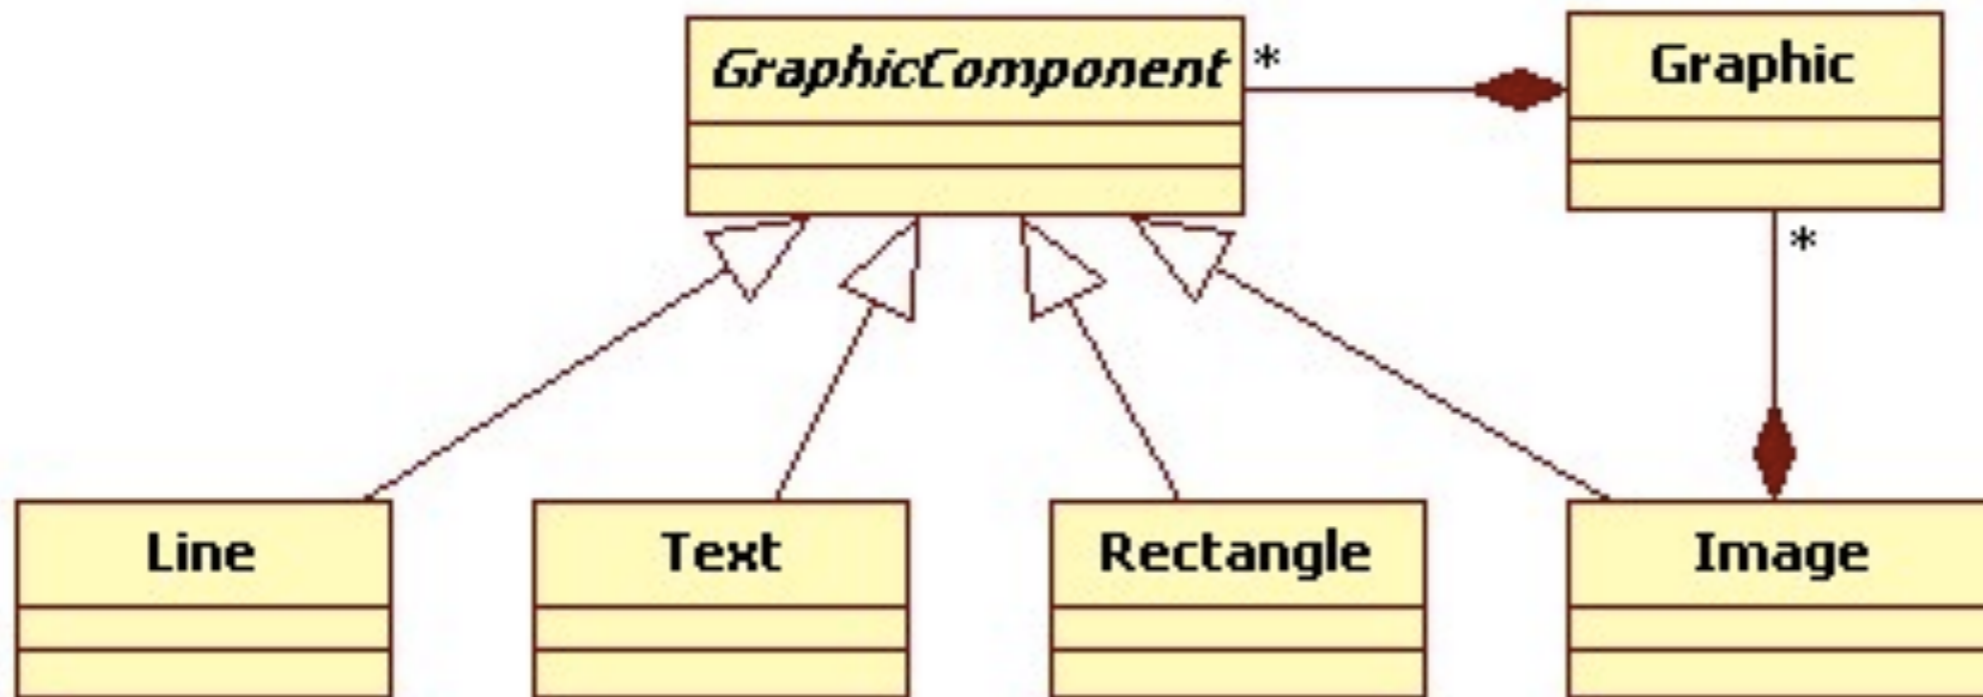 GraphicComponent
*
Graphic
*
Line
Text
Rectangle
Image